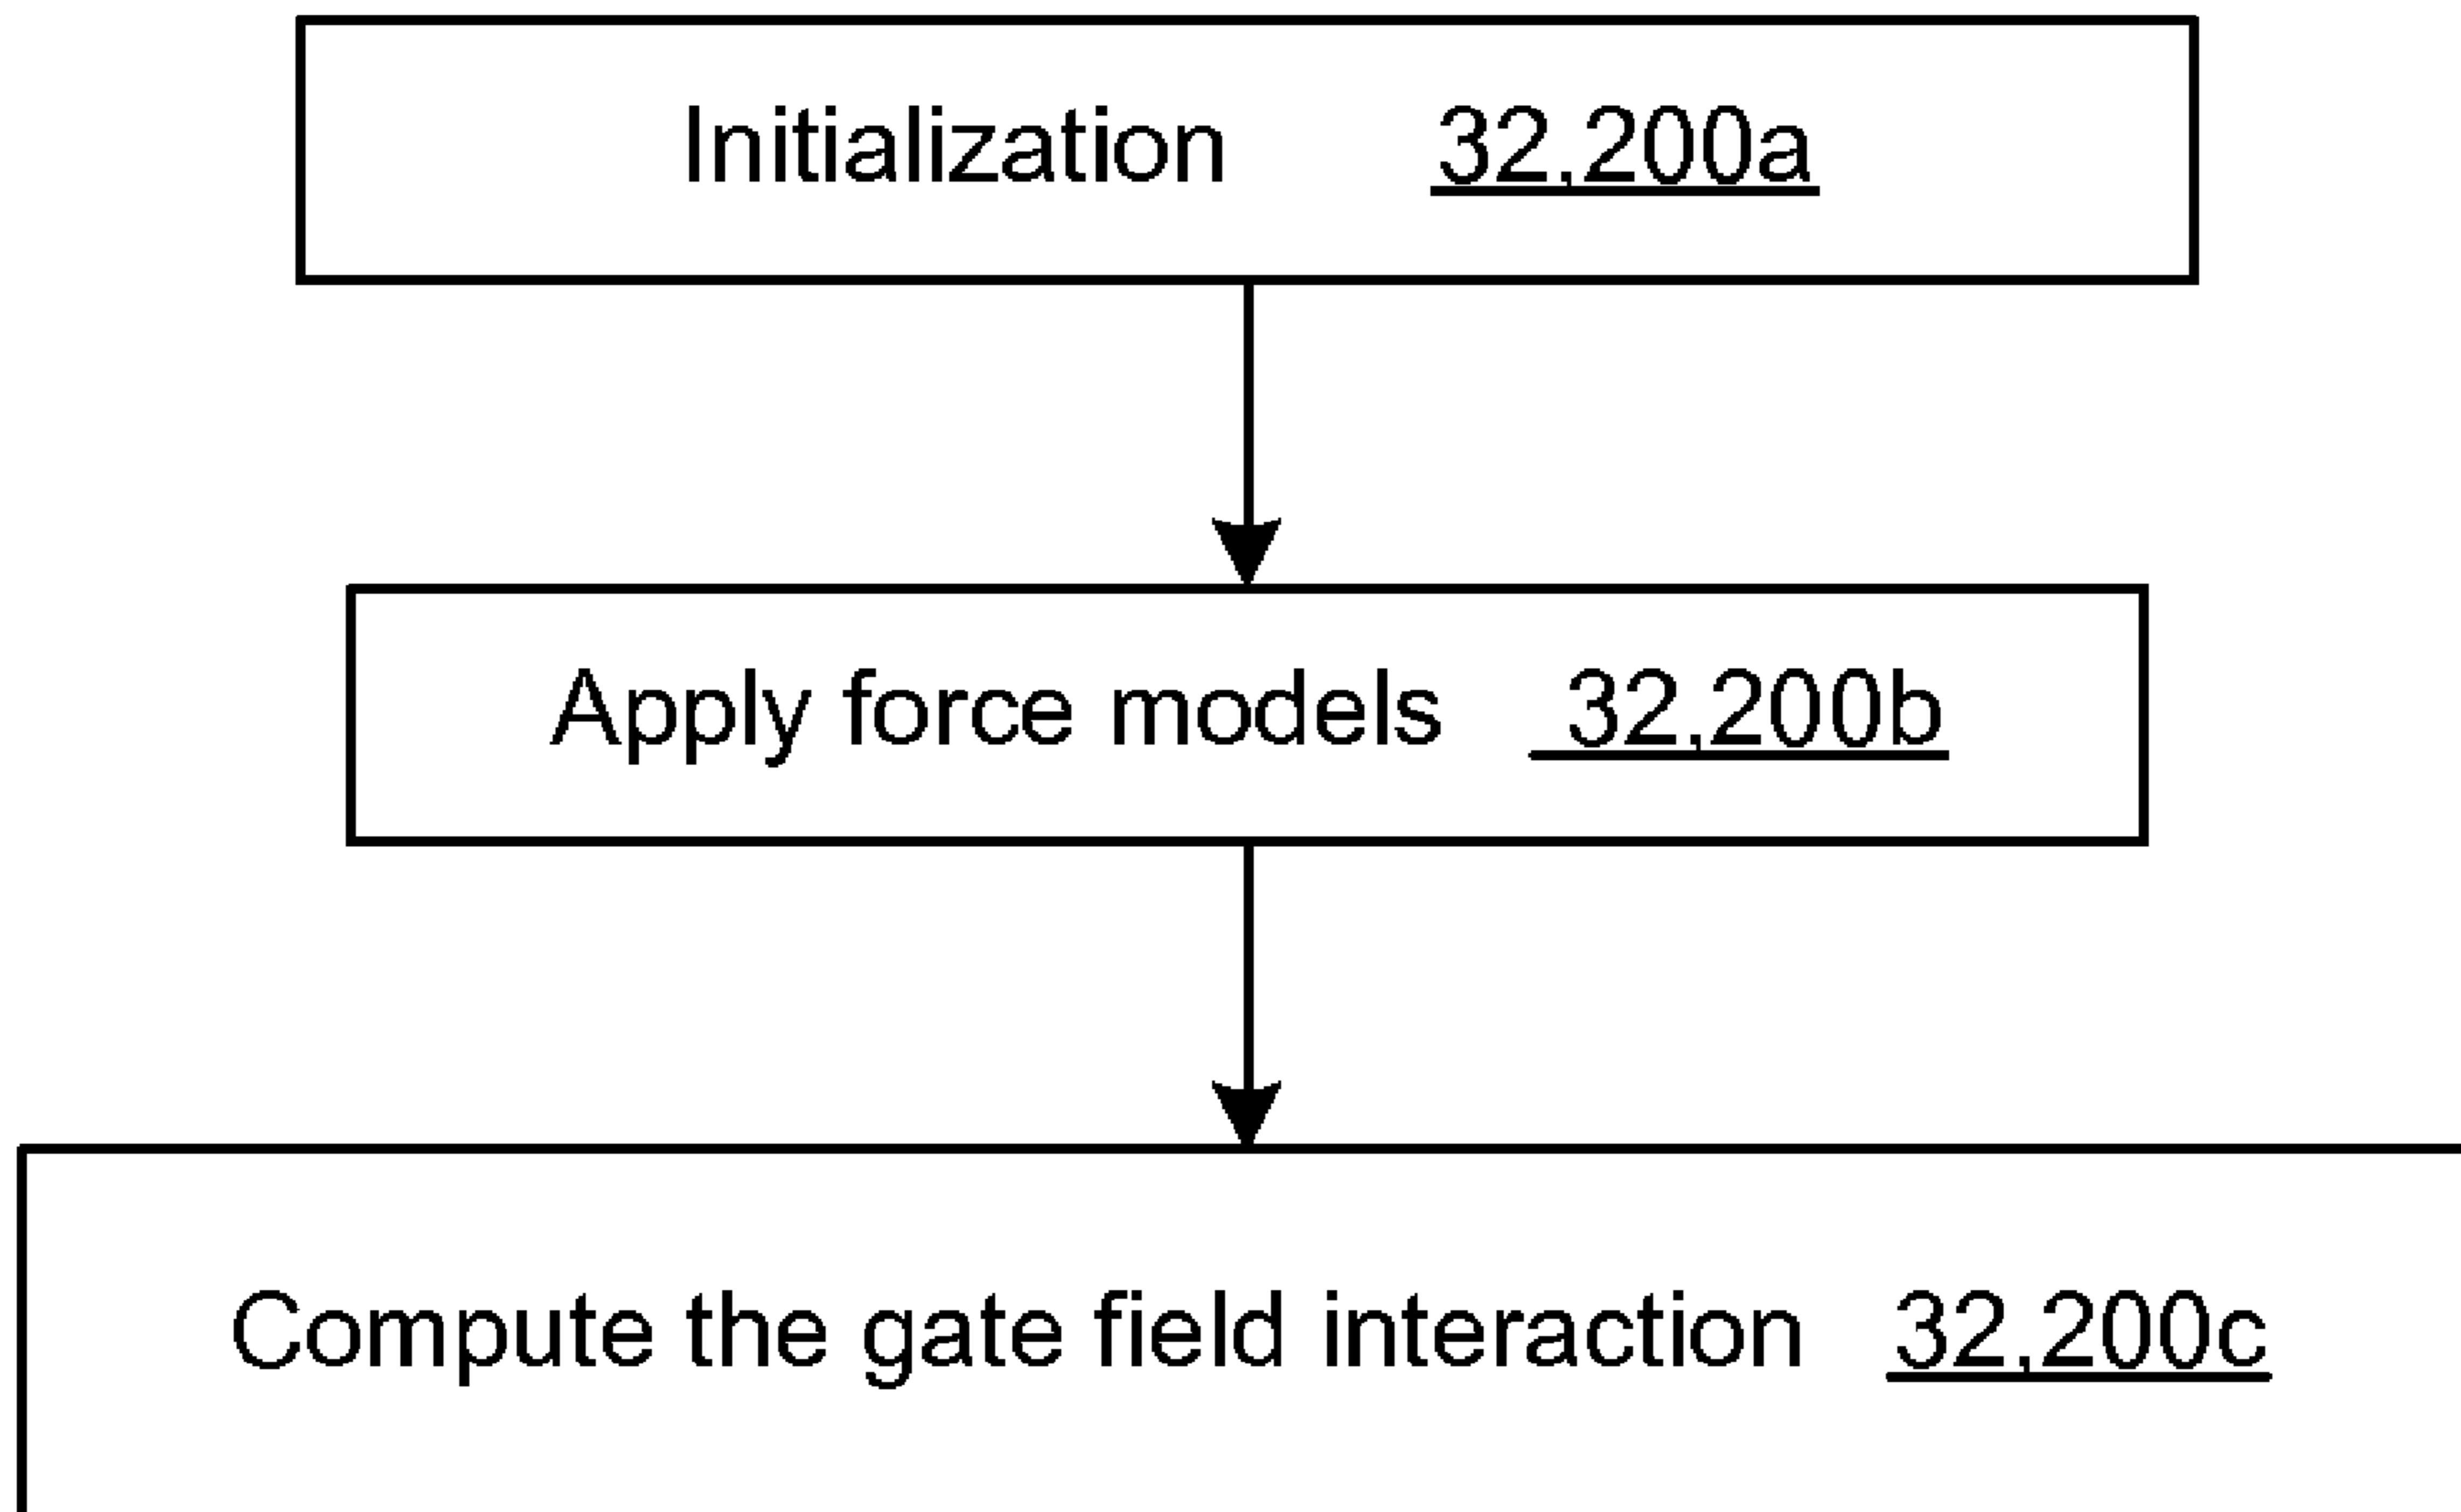 Initialization 32,200a
Apply force models 32,200b
Compute the gate field interaction 32,200c